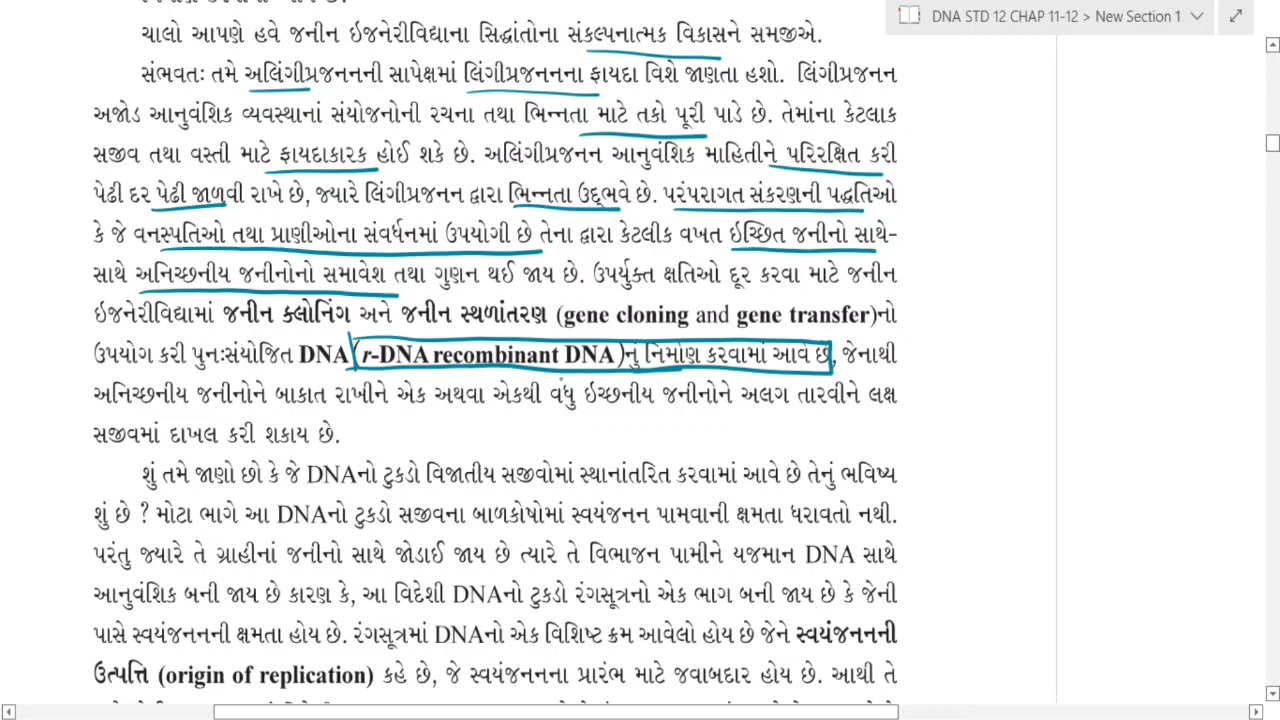 DNA STD 12 CHAP 11-12 > New Section 1
ચાલો આપણે હવે જનીન ઇજનેરીવિદ્યાના સિદ્ધાંતોના સંકલ્પનાત્મક વિકાસને સમજીએ.
સંભવતઃ તમે અલિંગીપ્રજનનની સાપેક્ષમાં લિંગીપ્રજનનના ફાયદા વિશે જાણતા હશો. લિંગીપ્રજનન
અજોડ આનુવંશિક વ્યવસ્થાનાં સંયોજનોની રચના તથા ભિન્નતા માટે તકો પૂરી પાડે છે. તેમાંના કેટલાક
સજીવ તથા વસ્તી માટે ફાયદાકારક હોઈ શકે છે. અલિંગીપ્રજનન આનુવંશિક માહિતીને પરિરક્ષિત કરી
પેઢી દર પેઢી જાળવી રાખે છે, જ્યારે લિંગીપ્રજનન દ્વારા ભિન્નતા ઉદ્ભવે છે. પરંપરાગત સંકરણની પદ્ધતિઓ
કે જે વનસ્પતિઓ તથા પ્રાણીઓના સંવર્ધનમાં ઉપયોગી છે તેના દ્વારા કેટલીક વખત ઇચ્છિત જનીનો સાથે-
સાથે અનિચ્છનીય જનીનોનો સમાવેશ તથા ગુણન થઈ જાય છે. ઉપર્યુક્ત ક્ષતિઓ દૂર કરવા માટે જનીન
ઇજનેરીવિદ્યામાં જનીન ક્લોનિંગ અને જનીન સ્થળાંતરણ (gene cloning and gene transfer)નો
ઉપયોગ કરી પુનઃસંયોજિત DNA (r-DNA recombinant DNA)નું નિર્માણ કરવામાં આવે છે, જેનાથી
અનિચ્છનીય જનીનોને બાકાત રાખીને એક અથવા એકથી વધુ ઇચ્છનીય જનીનોને અલગ તારવીને લક્ષ
સજીવમાં દાખલ કરી શકાય છે.
શું તમે જાણો છો કે જે DNAનો ટુકડો વિજાતીય સજીવોમાં સ્થાનાંતરિત કરવામાં આવે છે તેનું ભવિષ્ય
શું છે ? મોટા ભાગે આ DNAનો ટુકડો સજીવના બાળકોષોમાં સ્વયંજનન પામવાની ક્ષમતા ધરાવતો નથી.
પરંતુ જ્યારે તે ગ્રાહીનાં જનીનો સાથે જોડાઈ જાય છે ત્યારે તે વિભાજન પામીને યજમાન DNA સાથે
આનુવંશિક બની જાય છે કારણ કે, આ વિદેશી DNAનો ટુકડો રંગસૂત્રનો એક ભાગ બની જાય છે કે જેની
પાસે સ્વયંજનનની ક્ષમતા હોય છે. રંગસૂત્રમાં DNAનો એક વિશિષ્ટ ક્રમ આવેલો હોય છે જેને સ્વયંજનનની
ઉત્પત્તિ (origin of replication) કહે છે, જે સ્વયંજનનના પ્રારંભ માટે જવાબદાર હોય છે. આથી તે